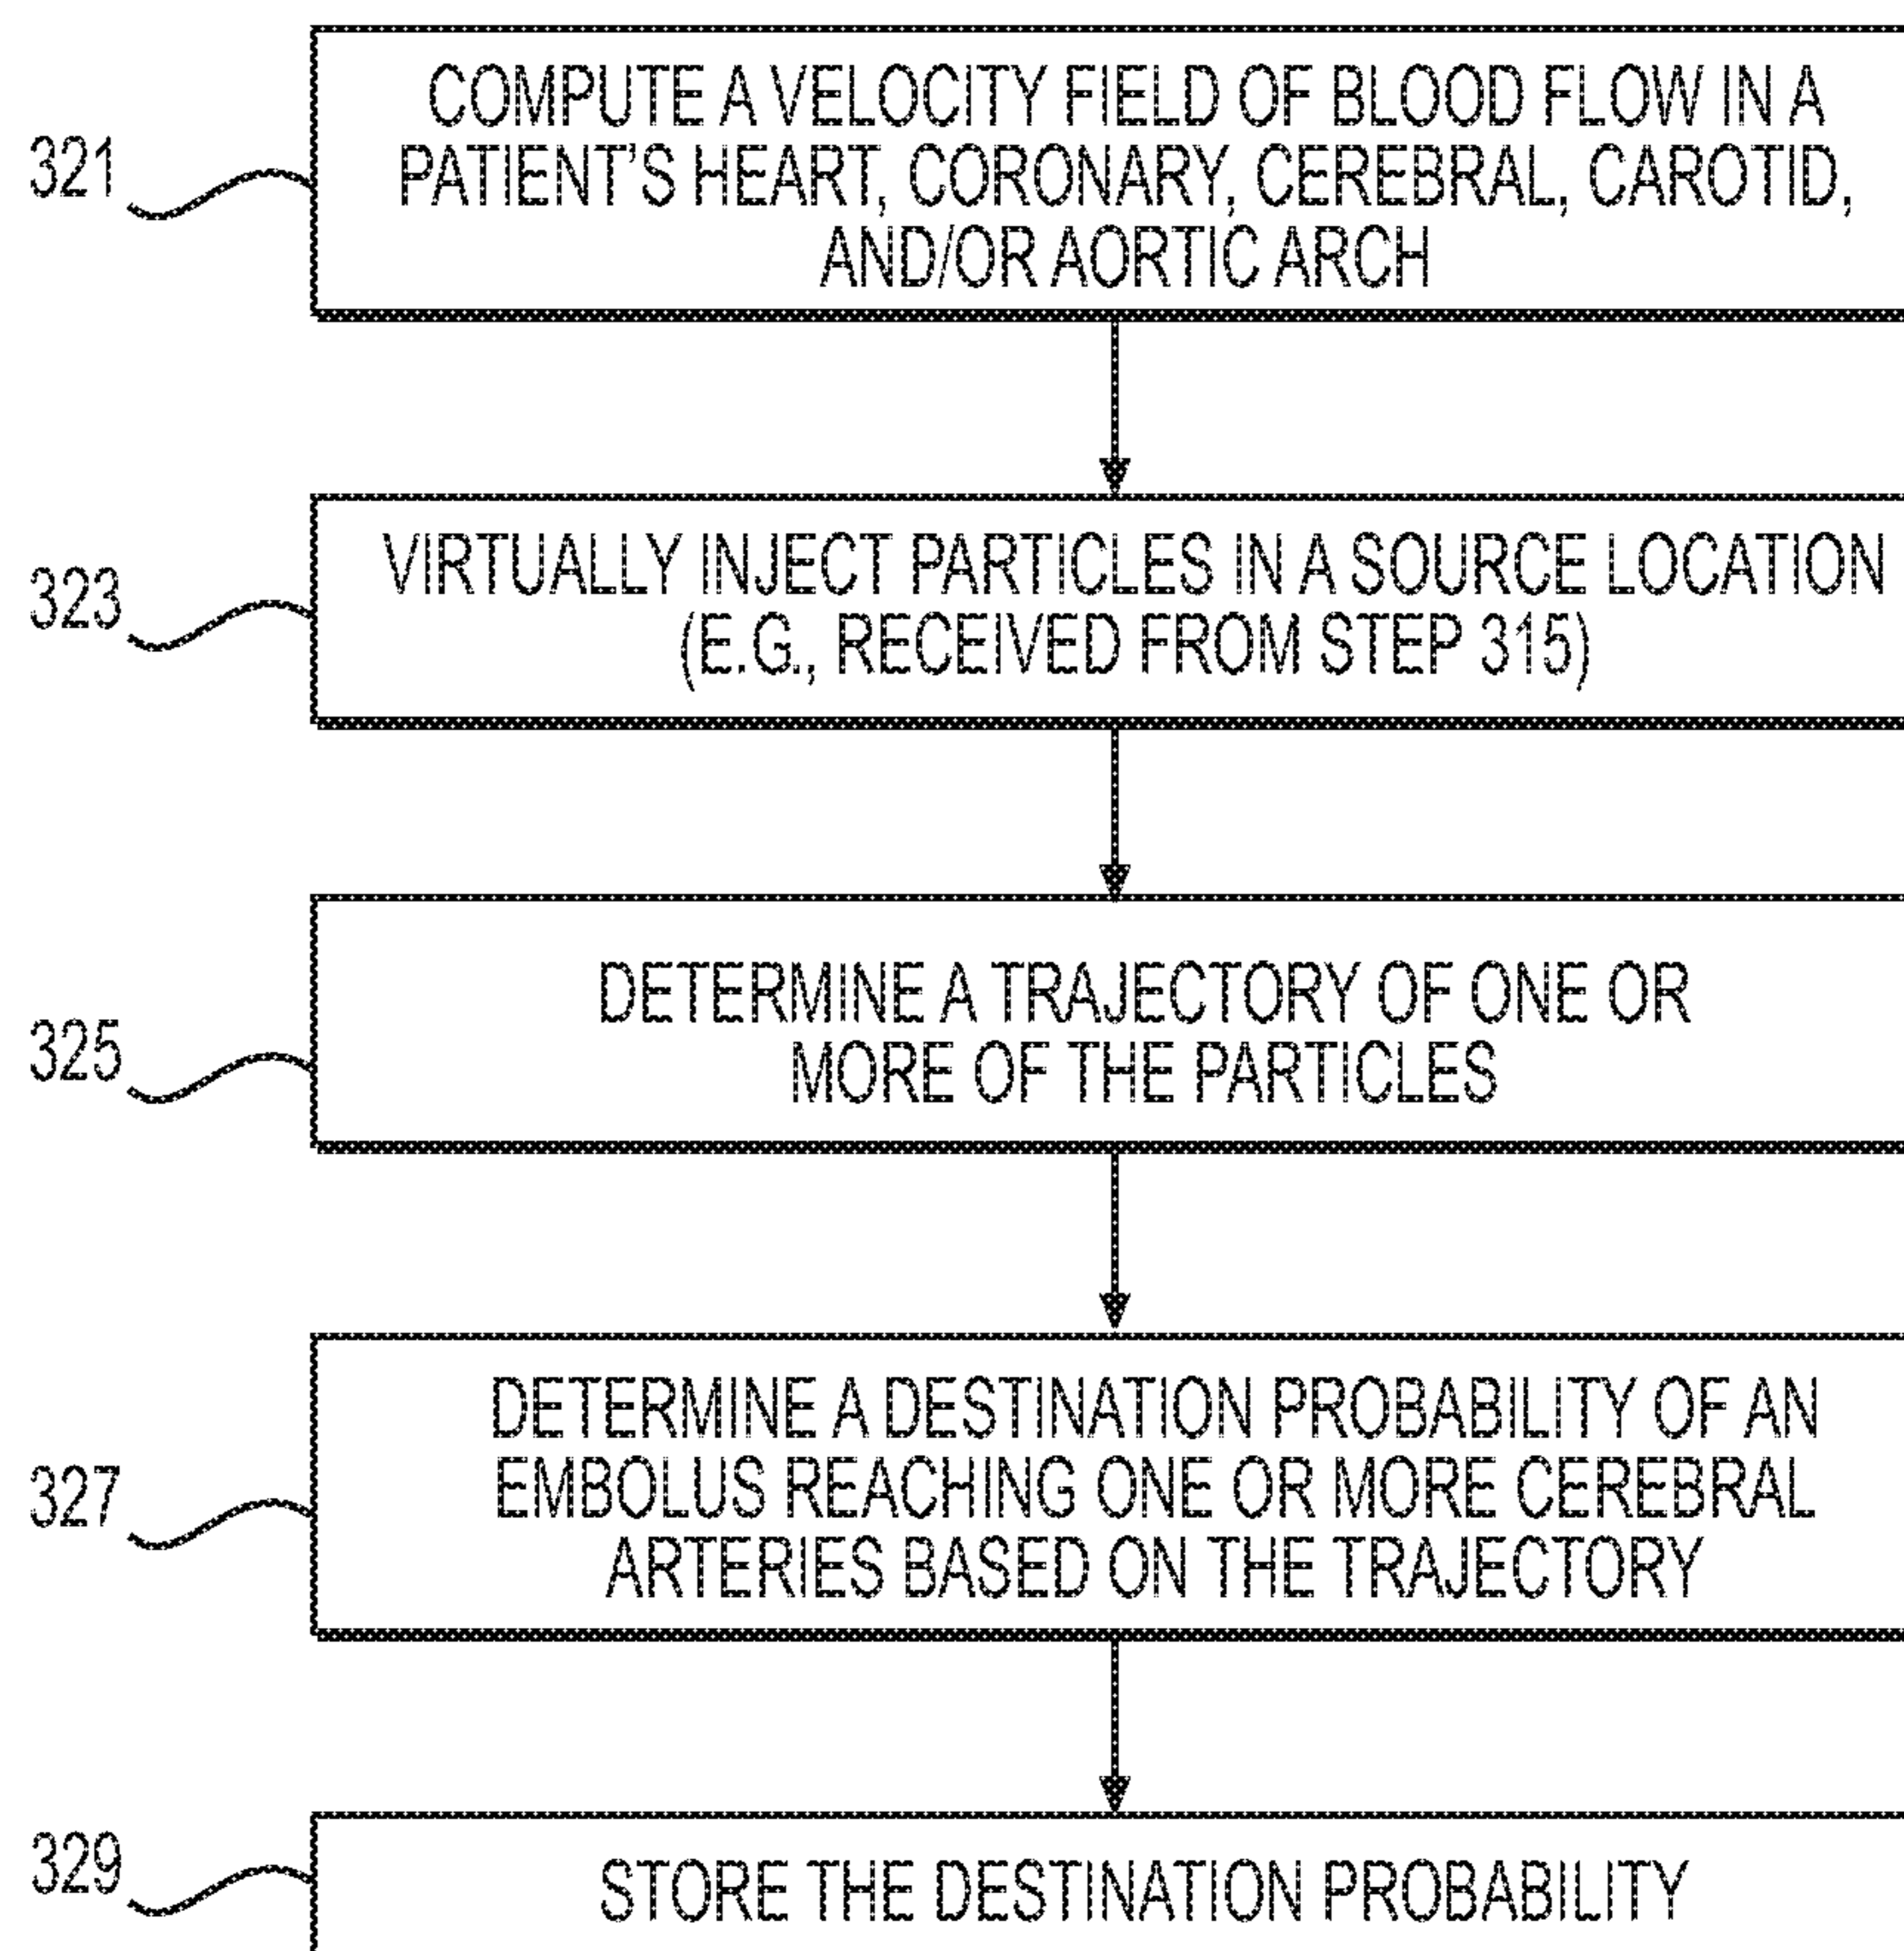 321
COMPUTE A VELOCITY FIELD OF BLOOD FLOW IN A
PATIENT'S HEART, CORONARY, CEREBRAL, CAROTID,
AND/OR AORTIC ARCH
323
VIRTUALLY INJECT PARTICLES IN A SOURCE LOCATION
(E.G., RECEIVED FROM STEP 315)
325
DETERMINE A TRAJECTORY OF ONE OR
MORE OF THE PARTICLES
327
DETERMINE A DESTINATION PROBABILITY OF AN
EMBOLUS REACHING ONE OR MORE CEREBRAL
ARTERIES BASED ON THE TRAJECTORY
329
STORE THE DESTINATION PROBABILITY